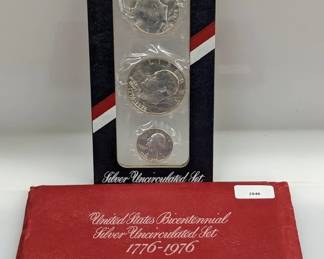 Silver Uncirculated Set
United States Bicentennial
Silver Uncirculated Set
1776-1976